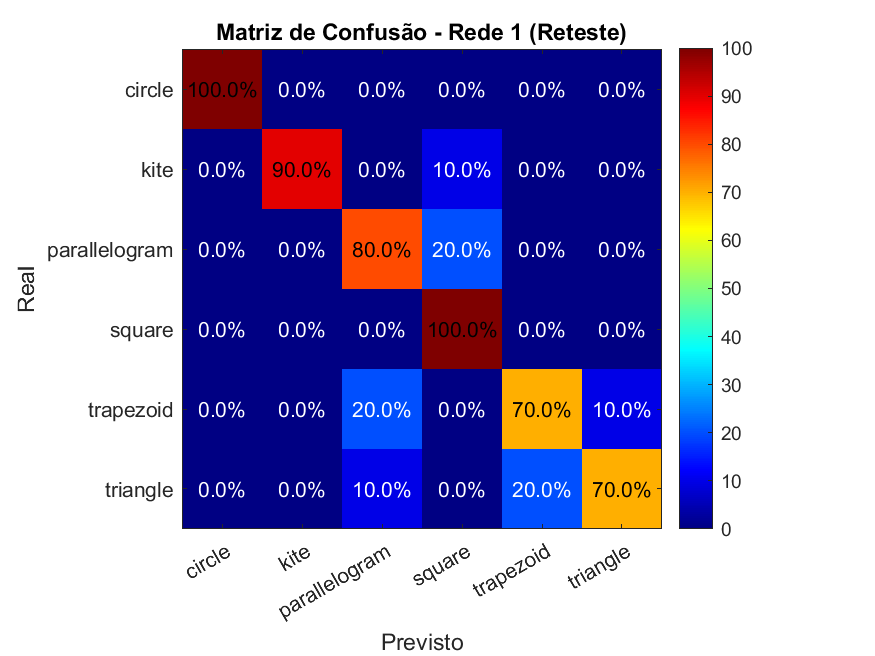 Matriz de Confusão - Rede 1 (Reteste)
circle 100.0% 0.0% 0.0% 0.0% 0.0% 0.0%
kite 0.0% 90.0% 0.0% 10.0% 0.0% 0.0%
parallelogram 0.0% 0.0% 80.0% 20.0% 0.0% 0.0%
square 0.0% 0.0% 0.0% 100.0% 0.0% 0.0%
trapezoid 0.0% 0.0% 20.0% 0.0% 70.0% 10.0%
triangle 0.0% 0.0% 10.0% 0.0% 20.0% 70.0%
circle kite parallelogram square trapezoid triangle
Previsto
Real
100
90
80
70
60
50
40
30
20
10
0